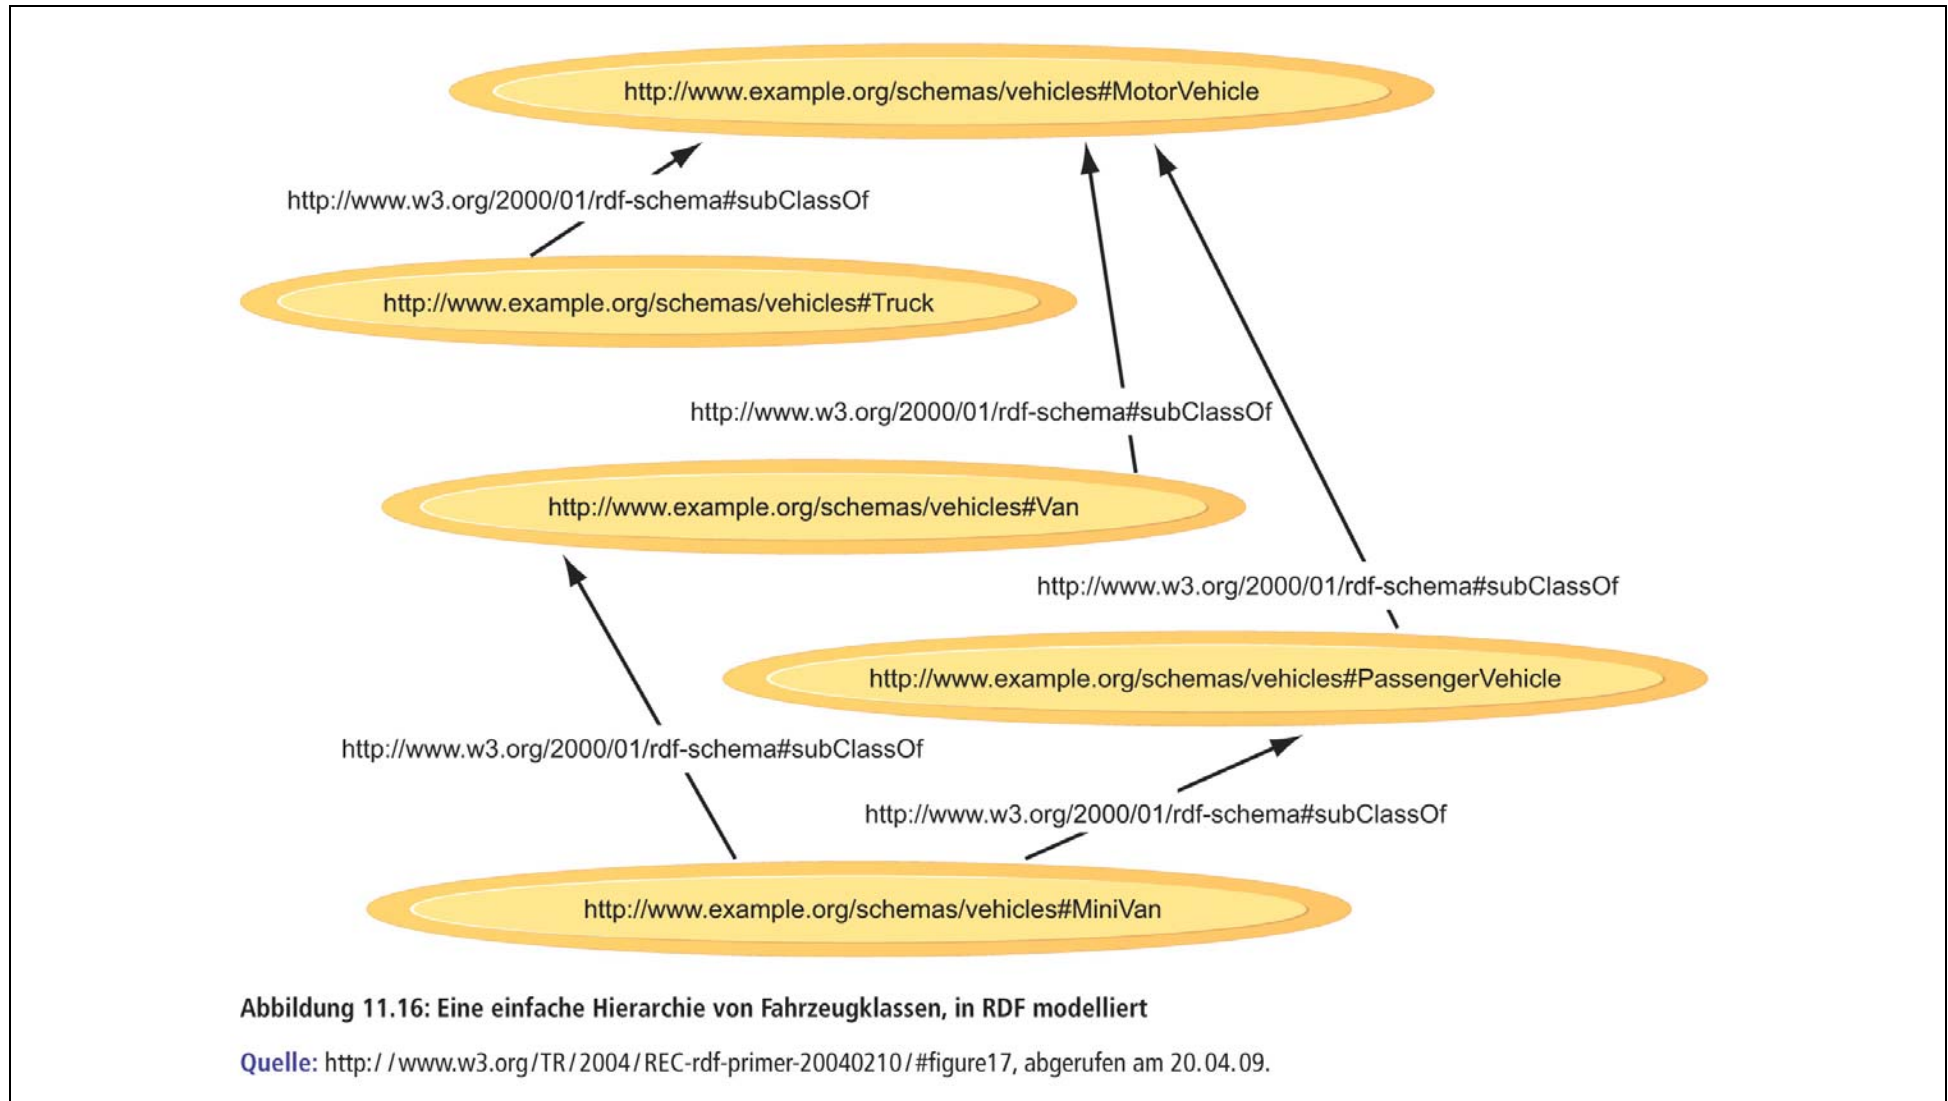 http://www.example.org/schemas/vehicles#MotorVehicle
http://www.w3.org/2000/01/rdf-schema#subClassOf
http://www.example.org/schemas/vehicles#Truck
http://www.w3.org/2000/01/rdf-schema#subClassOf
http://www.example.org/schemas/vehicles#Van
http://www.w3.org/2000/01/rdf-schema#subClassOf
http://www.example.org/schemas/vehicles#PassengerVehicle
http://www.w3.org/2000/01/rdf-schema#subClassOf
http://www.w3.org/2000/01/rdf-schema#subClassOf
http://www.example.org/schemas/vehicles#MiniVan
Abbildung 11.16: Eine einfache Hierarchie von Fahrzeugklassen, in RDF modelliert
Quelle: http://www.w3.org/TR/2004/REC-rdf-primer-20040210/#figure17, abgerufen am 20.04.09.